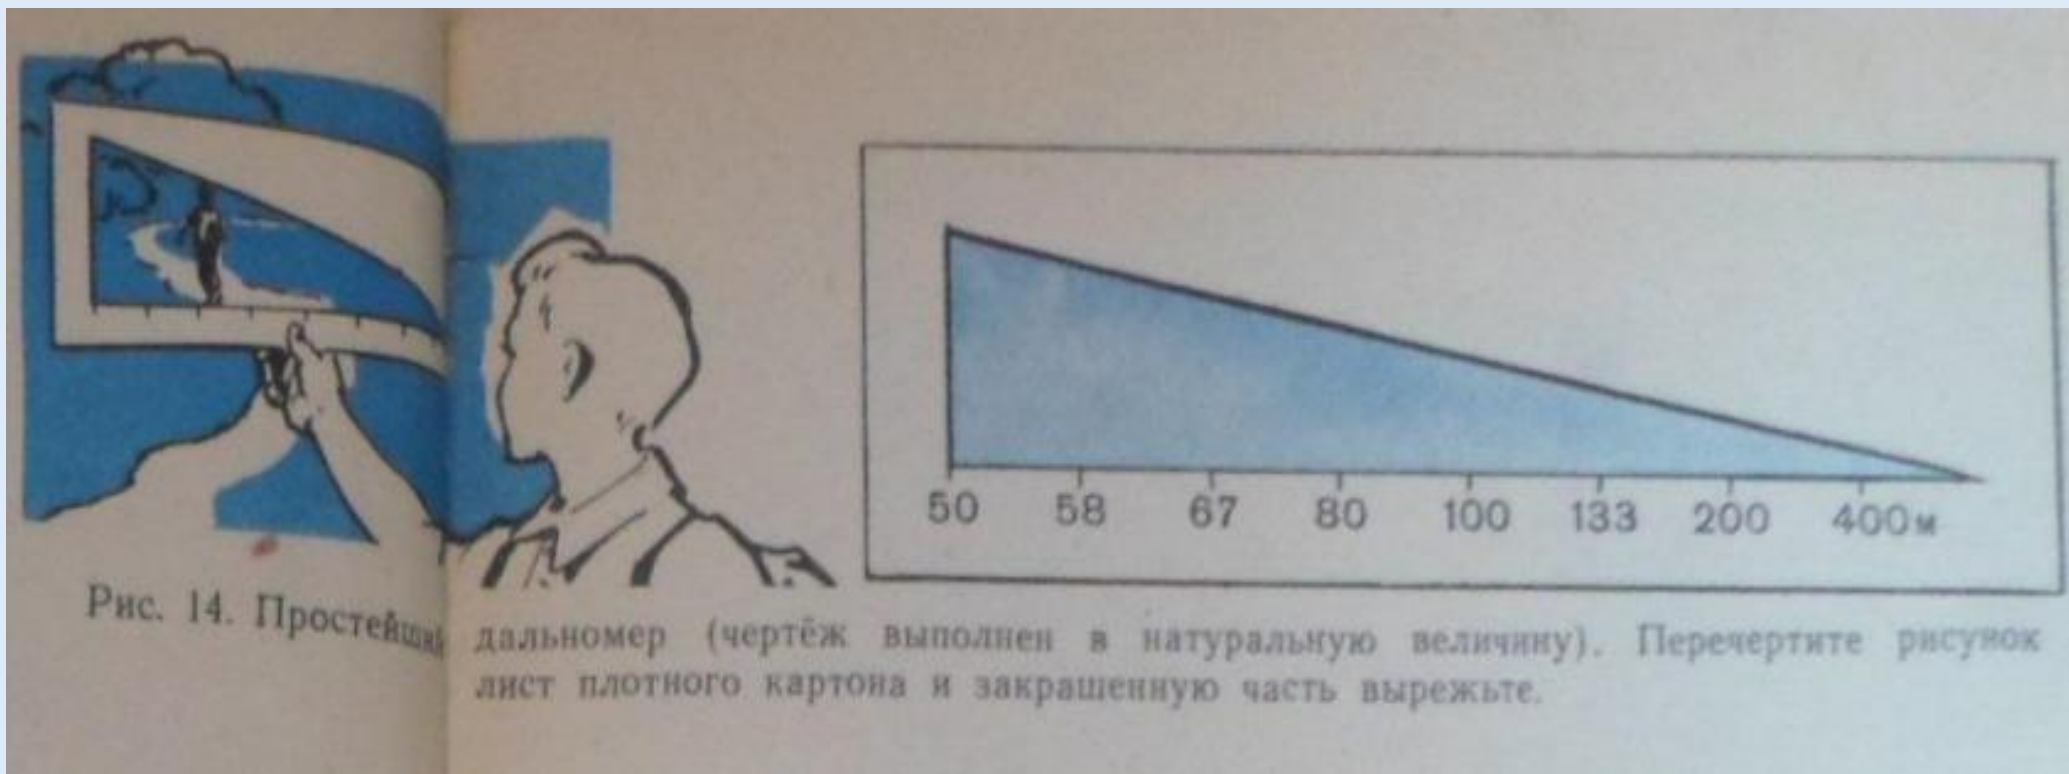 50 58 67 80 100 133 200 400м
Рис. 14. Простейший дальномер (чертёж выполнен в натуральную величину). Перечертите рисунок
лист плотного картона и закрашенную часть вырежьте.